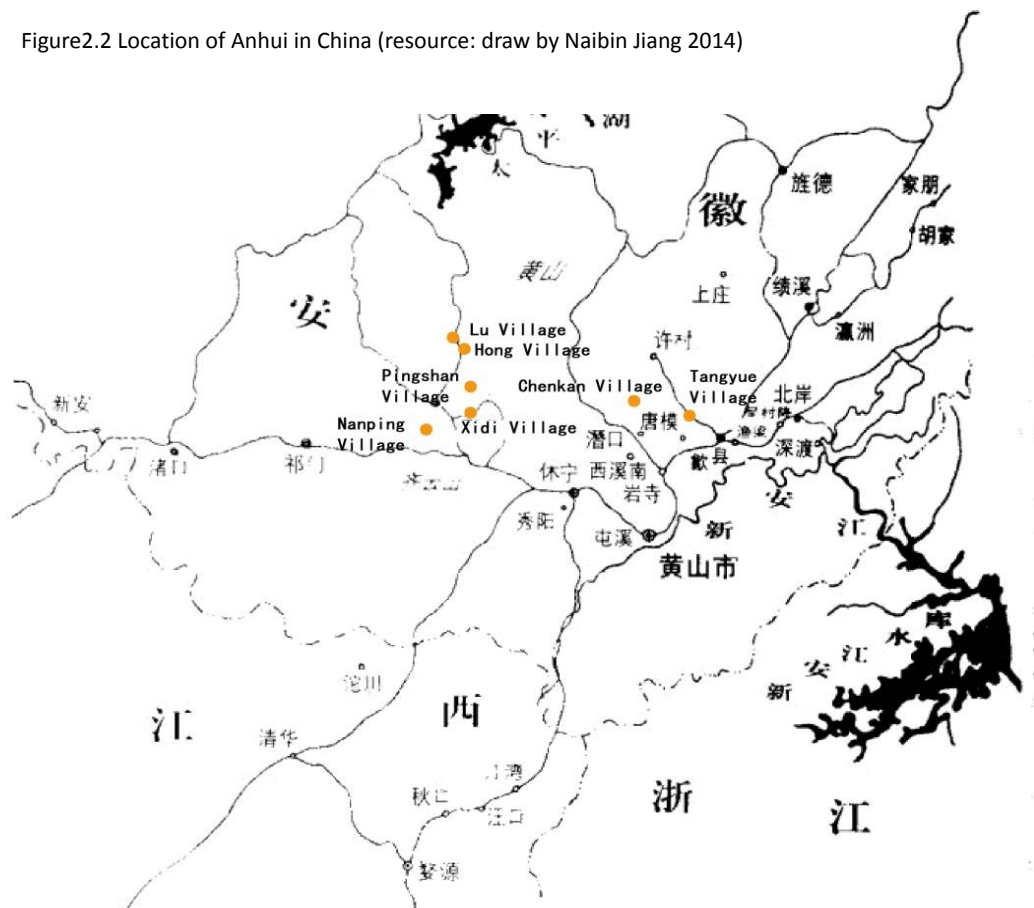 Figure2.2 Location of Anhui in China (resource: draw by Naibin Jiang 2014)
湖
平
太
旌德
家朋
徽
胡家
黄山
上庄
绩溪
安
瀛洲
Lu Village
许村
Hong Village
Pingshan
Village
Chenkan Village
Tangyue
Village
北岸
新安
Nanping
Village
Xidi Village
唐模
渔梁
潜口
歙县
深渡
渚口
祁门
西溪南
休宁
岩寺
安
秀阳
新
江
屯溪
黄山市
库
水
江
安
新
沱川
江
西
清华
浙
江
秋口
江湾
汪口
婺源